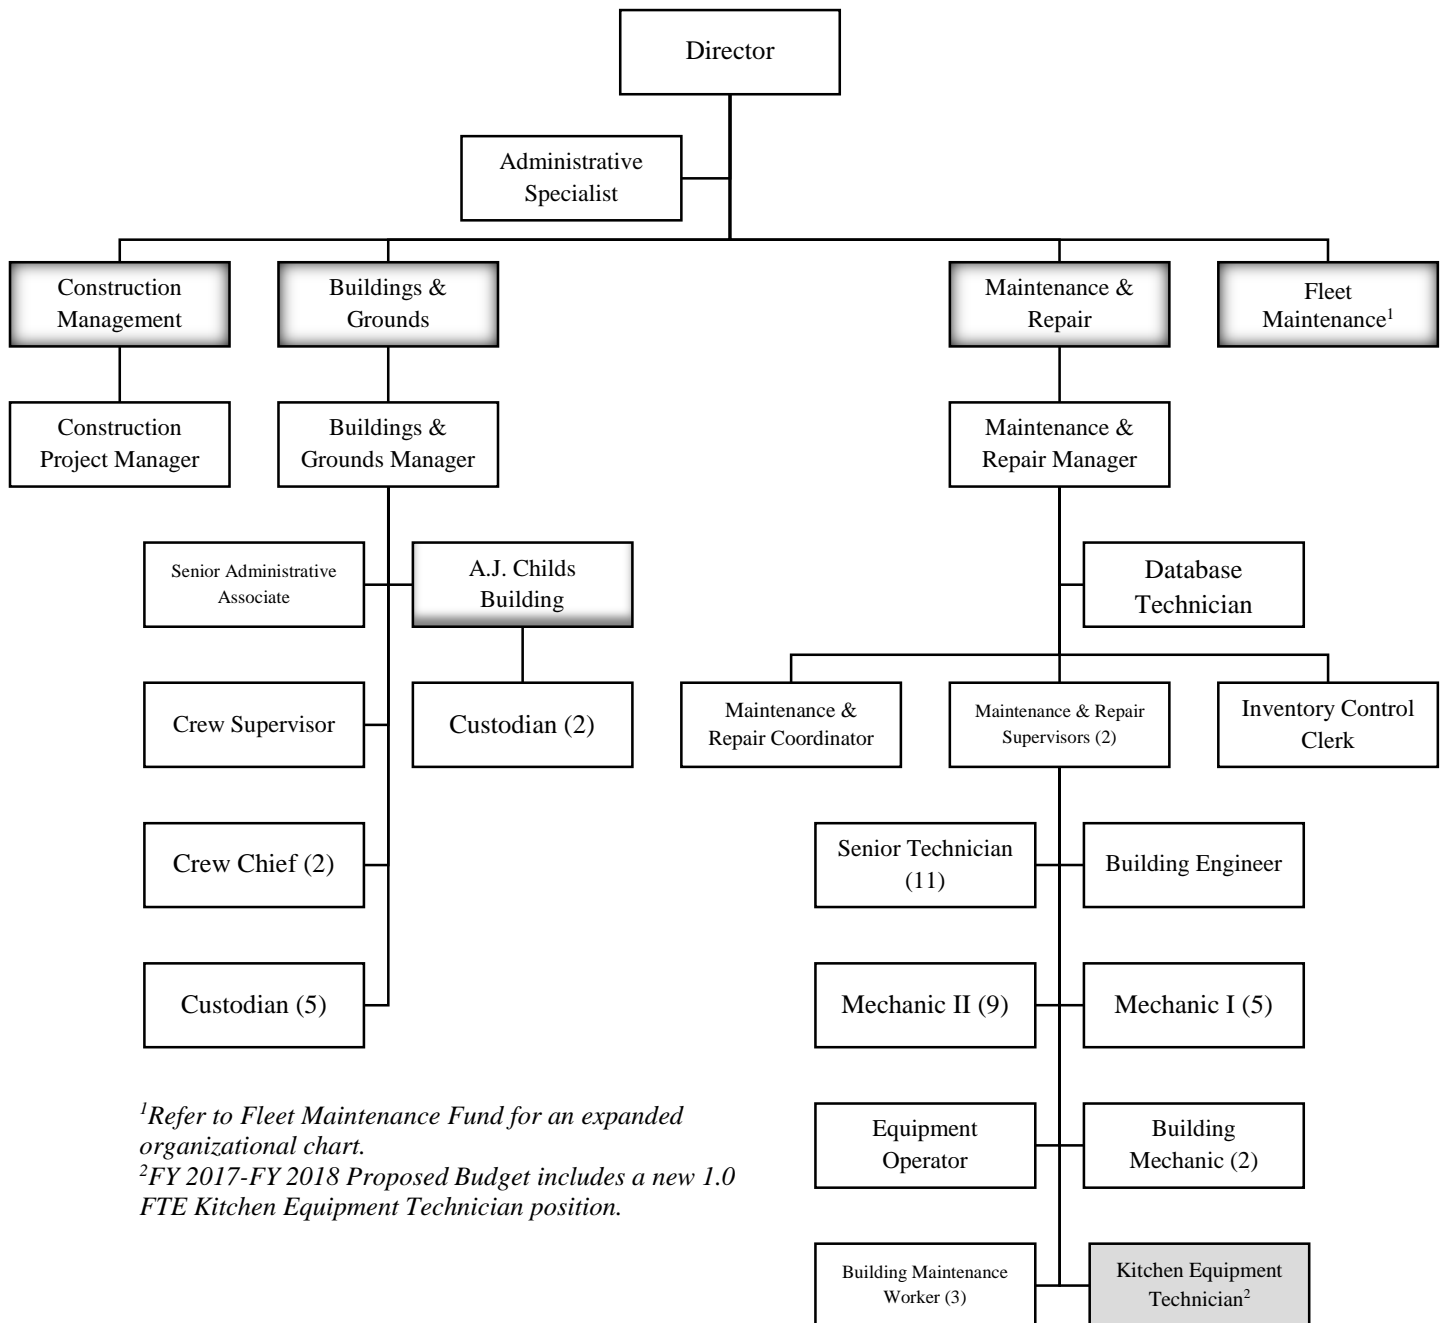 Director
Administrative
Specialist
Construction
Management
Buildings &
Grounds
Maintenance &
Repair
Fleet
Maintenance1
Construction
Project Manager
Buildings &
Grounds Manager
Maintenance &
Repair Manager
Senior Administrative
Associate
A.J. Childs
Building
Database
Technician
Crew Supervisor
Custodian (2)
Maintenance &
Repair Coordinator
Maintenance & Repair
Supervisors (2)
Inventory Control
Clerk
Crew Chief (2)
Senior Technician
(11)
Building Engineer
Custodian (5)
Mechanic II (9)
Mechanic I (5)
Equipment
Operator
Building
Mechanic (2)
Building Maintenance
Worker (3)
Kitchen Equipment
Technician2
1Refer to Fleet Maintenance Fund for an expanded
organizational chart.
2FY 2017-FY 2018 Proposed Budget includes a new 1.0
FTE Kitchen Equipment Technician position.